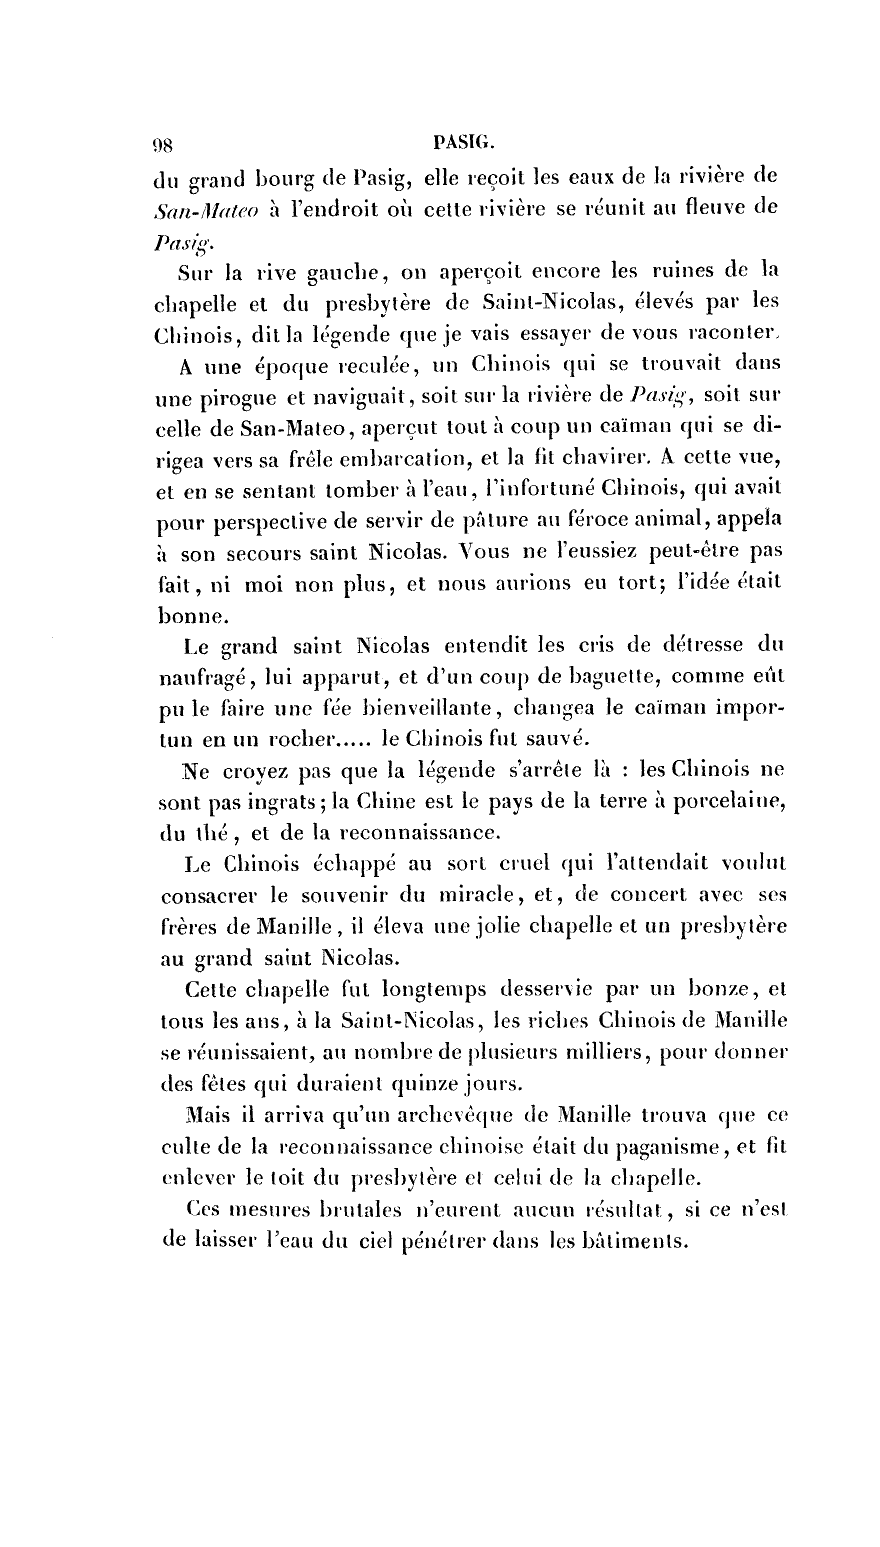 98 PASIG.
du grand bourg de Pasig, elle reçoit les eaux de la rivière de
San-Mateo à l'endroit où cette rivière se réunit au fleuve de
Pasig.
Sur la rive gauche, on aperçoit encore les ruines de la
chapelle et du presbytère de Saint-Nicolas, élevés par les
Chinois, dit la légende que je vais essayer de vous raconter.
A une époque reculée, un Chinois qui se trouvait dans
une pirogue et naviguait, soit sur la rivière de Pasig, soit sur
celle de San-Mateo, aperçut tout à coup un caïman qui se di-
rigea vers sa frêle embarcation, et la fit chavirer. A cette vue,
et en se sentant tomber à l'eau, l'infortuné Chinois, qui avait
pour perspective de servir de pâture au féroce animal, appela
à son secours saint Nicolas. Vous ne l'eussiez peut-être pas
fait, ni moi non plus, et nous aurions eu tort; l'idée était
bonne.
Le grand saint Nicolas entendit les cris de détresse du
naufragé, lui apparut, et d'un coup de baguette, comme eût
pu le faire une fée bienveillante, changea le caïman impor-
tun en un rocher..... le Chinois fut sauvé.
Ne croyez pas que la légende s'arrête là : les Chinois ne
sont pas ingrats; la Chine est le pays de la terre à porcelaine,
du thé, et de la reconnaissance.
Le Chinois échappé au sort cruel qui l'attendait voulut
consacrer le souvenir du miracle, et, de concert avec ses
frères de Manille, il éleva une jolie chapelle et un presbytère
au grand saint Nicolas.
Cette chapelle fut longtemps desservie par un bonze, et
tous les ans, à la Saint-Nicolas, les riches Chinois de Manille
se réunissaient, au nombre de plusieurs milliers, pour donner
des fêtes qui duraient quinze jours.
Mais il arriva qu'un archevêque de Manille trouva que ce
culte de la reconnaissance chinoise était du paganisme, et fit
enlever le toit du presbytère et celui de la chapelle.
Ces mesures brutales n'eurent aucun résultat, si ce n'est
de laisser l'eau du ciel pénétrer dans les bâtiments.